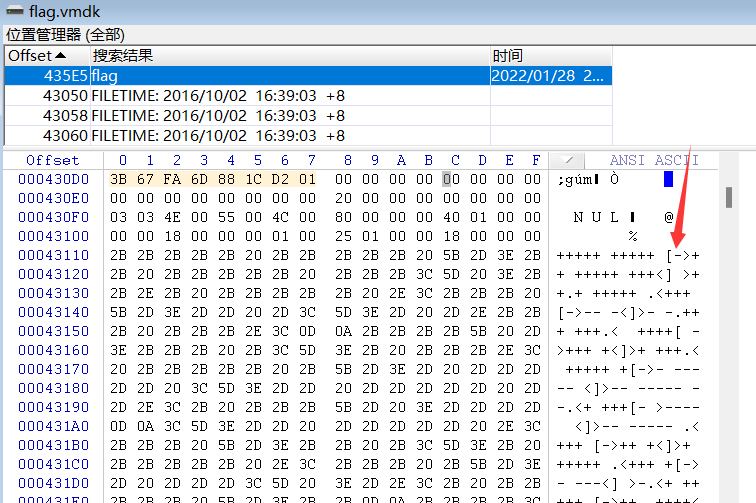 flag.vmdk
位置管理器 (全部)
Offset 搜索结果 时间
435E5 flag 2022/01/28 2...
43050 FILETIME: 2016/10/02 16:39:03 +8
43058 FILETIME: 2016/10/02 16:39:03 +8
43060 FILETIME: 2016/10/02 16:39:03 +8
Offset 0 1 2 3 4 5 6 7 8 9 A B C D E F ANSI ASCII
000430D0 3B 67 FA 6D 88 1C D2 01 00 00 00 00 00 00 00 00 ;gúm Ò
000430E0 00 00 00 00 00 00 00 00 20 00 00 00 00 00 00 00
000430F0 03 03 4E 00 55 00 4C 00 80 00 00 00 40 01 00 00 N U L @
00043100 00 00 18 00 00 00 01 00 25 01 00 00 18 00 00 00 %
00043110 2B 2B 2B 2B 2B 20 2B 2B 2B 2B 2B 20 5B 2D 3E 2B +++++ +++++ [->+
00043120 2B 20 2B 2B 2B 2B 2B 20 2B 2B 2B 3C 5D 20 3E 2B + +++++ +++<] >+
00043130 2B 2E 2B 20 2B 2B 2B 2B 2B 20 2E 3C 2B 2B 2B 20 +.+ +++++ .<+++
00043140 5B 2D 3E 2D 2D 20 2D 3C 5D 3E 2D 20 2D 2E 2B 2B [->-- -<]>- -.++
00043150 2B 20 2B 2B 2B 2E 3C 0D 0A 2B 2B 2B 2B 5B 20 2D + +++.< ++++[ -
00043160 3E 2B 2B 2B 20 2B 3C 5D 3E 2B 20 2B 2B 2B 2E 3C >+++ +<]>+ +++.<
00043170 20 2B 2B 2B 2B 2B 20 2B 5B 2D 3E 2D 20 2D 2D 2D +++++ +[->- ---
00043180 2D 2D 20 3C 5D 3E 2D 2D 20 2D 2D 2D 2D 2D 20 2D -- <]>-- ----- -
00043190 2D 2E 3C 2B 20 2B 2B 2B 5B 2D 20 3E 2D 2D 2D 2D -.<+ +++[- >----
000431A0 0D 0A 3C 5D 3E 2D 2D 20 2D 2D 2D 2D 2D 20 2E 3C <]>-- ----- .<
000431B0 2B 2B 2B 20 5B 2D 3E 2B 2B 20 2B 3C 5D 3E 2B 20 +++ [->++ +<]>+
000431C0 2B 2B 2B 2B 2B 20 2E 3C 2B 2B 2B 20 2B 5B 2D 3E +++++ .<+++ +[->
000431D0 2D 20 2D 2D 2D 3C 5D 20 3E 2D 2E 3C 2B 20 2B 2B - ---<] >-.<+ ++